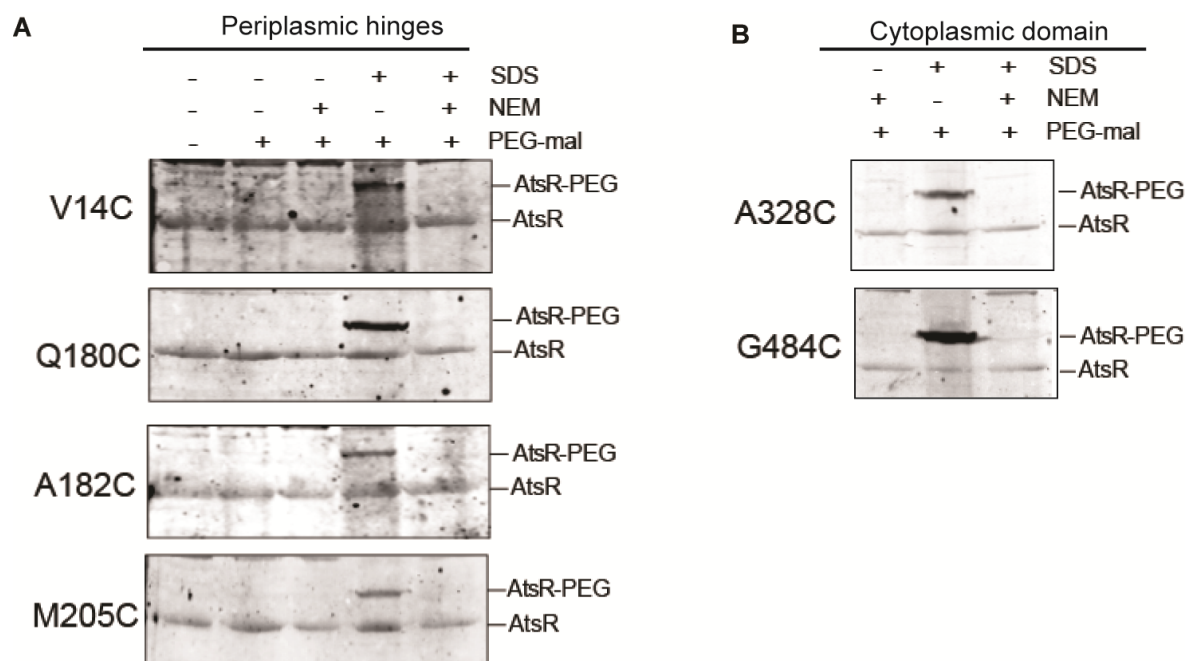 A
Periplasmic hinges
– – – + + SDS
– – + – + NEM
– + + + + PEG-mal
V14C
AtsR-PEG
AtsR
Q180C
AtsR-PEG
AtsR
A182C
AtsR-PEG
AtsR
M205C
AtsR-PEG
AtsR
B
Cytoplasmic domain
– + + SDS
+ – + NEM
+ + + PEG-mal
A328C
AtsR-PEG
AtsR
G484C
AtsR-PEG
AtsR